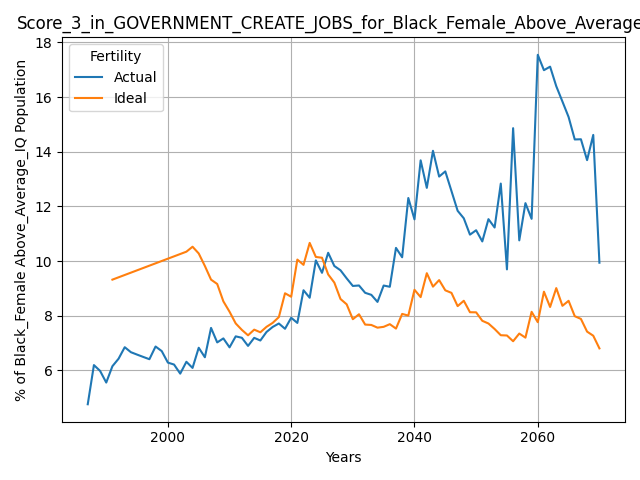 Score_3_in_GOVERNMENT_CREATE_JOBS_for_Black_Female_Above_Average
Fertility
Actual
Ideal
% of Black_Female Above_Average_IQ Population
18
16
14
12
10
8
6
2000
2020
2040
2060
Years